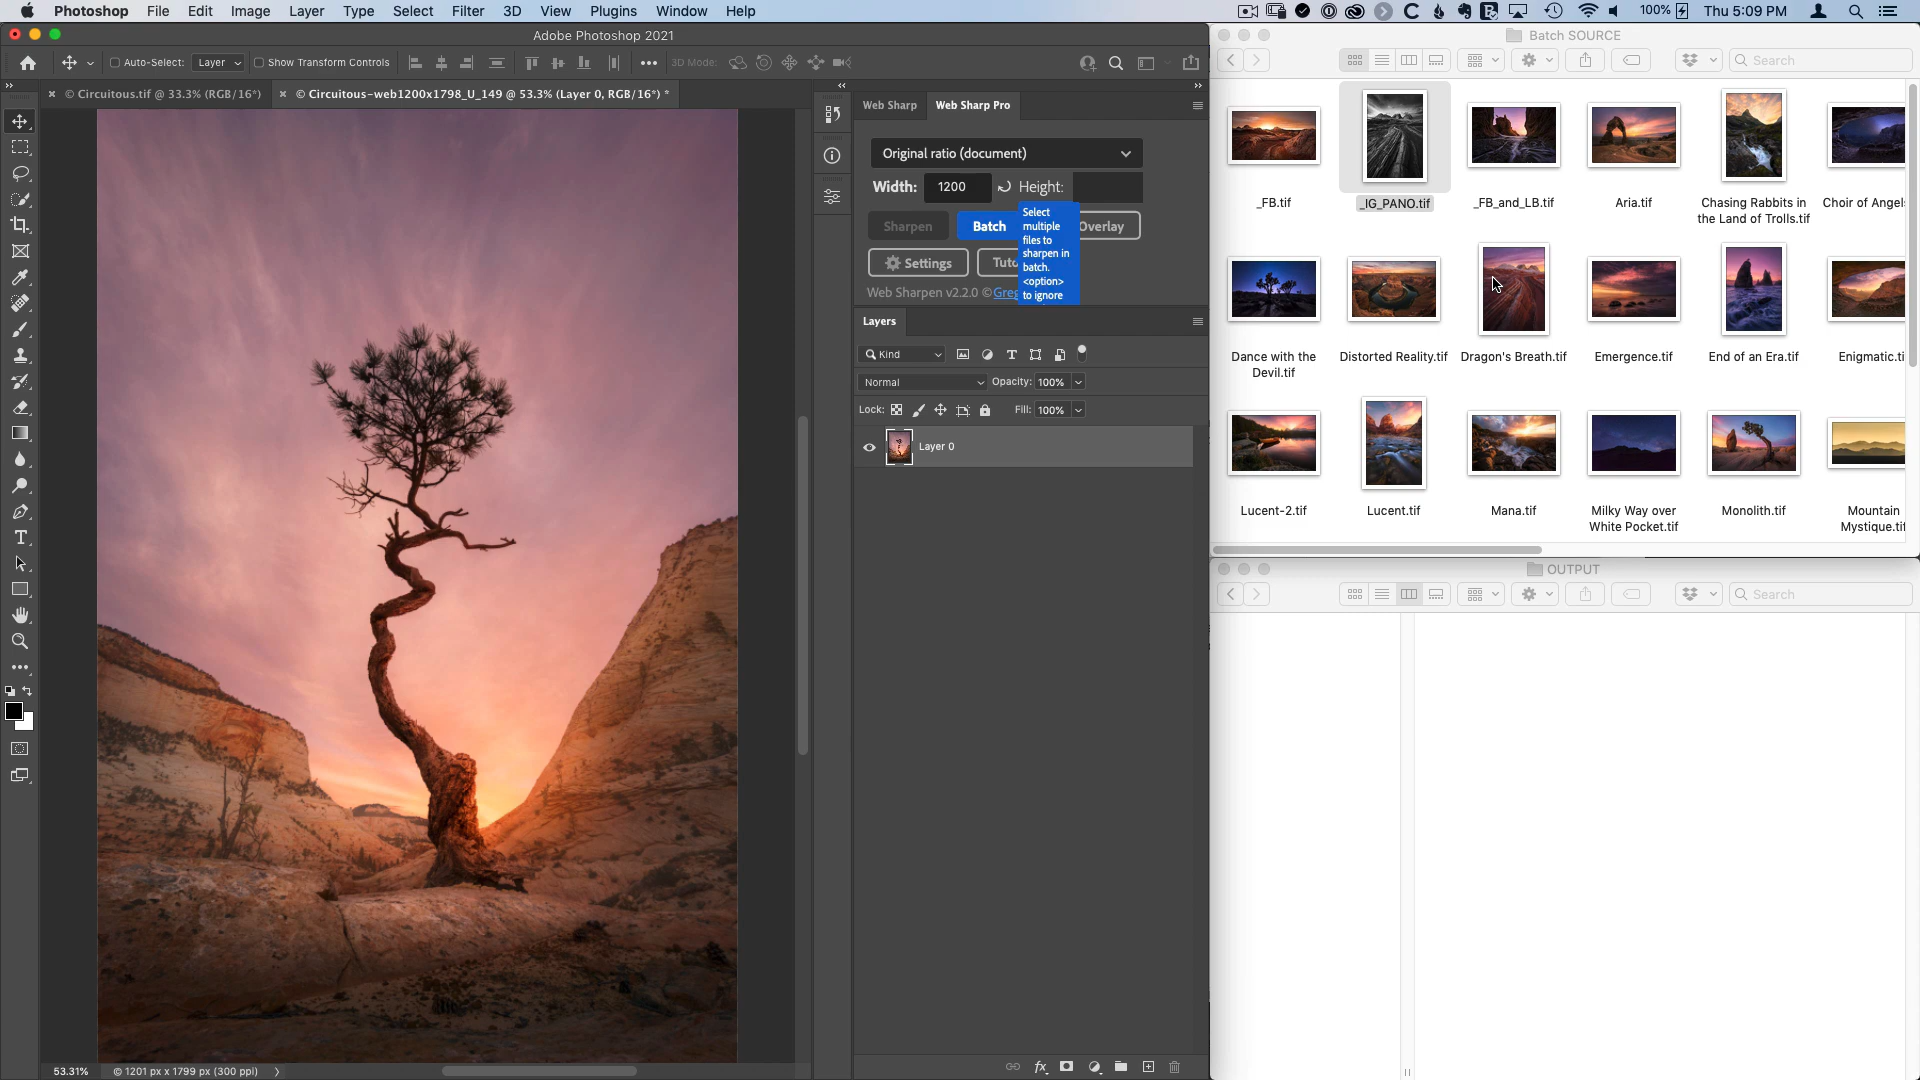 Photoshop File Edit Image Layer Type Select Filter 3D View Plugins Window Help
100% Thu 5:09 PM
Adobe Photoshop 2021
Auto-Select: Layer Show Transform Controls 3D Mode:
© Circuitous.tif @ 33.3% (RGB/16*)
© Circuitous-web1200x1798_U_149 @ 53.3% (Layer 0, RGB/16*) *
Web Sharp Web Sharp Pro
Original ratio (document)
Width: 1200 Height:
Sharpen Batch Overlay
Settings Tuto
Web Sharpen v2.2.0 © Greg
Select
multiple
files to
sharpen in
batch.
<option>
to ignore
Layers
Kind
Normal Opacity: 100%
Lock: Fill: 100%
Layer 0
53.31% © 1201 px x 1799 px (300 ppi)
Batch SOURCE
Search
_FB.tif
_IG_PANO.tif
_FB_and_LB.tif
Aria.tif
Chasing Rabbits in
the Land of Trolls.tif
Choir of Angels
Dance with the
Devil.tif
Distorted Reality.tif
Dragon's Breath.tif
Emergence.tif
End of an Era.tif
Enigmatic.ti
Lucent-2.tif
Lucent.tif
Mana.tif
Milky Way over
White Pocket.tif
Monolith.tif
Mountain
Mystique.tif
OUTPUT
Search